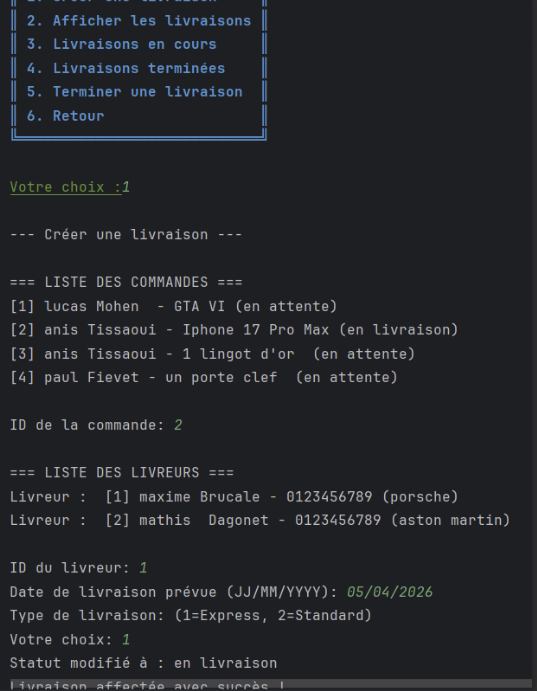 1. Créer une livraison
2. Afficher les livraisons
3. Livraisons en cours
4. Livraisons terminées
5. Terminer une livraison
6. Retour
Votre choix :1
--- Créer une livraison ---
=== LISTE DES COMMANDES ===
[1] lucas Mohen  - GTA VI (en attente)
[2] anis Tissaoui - Iphone 17 Pro Max (en livraison)
[3] anis Tissaoui - 1 lingot d'or  (en attente)
[4] paul Fievet - un porte clef  (en attente)
ID de la commande: 2
=== LISTE DES LIVREURS ===
Livreur :  [1] maxime Brucale - 0123456789 (porsche)
Livreur :  [2] mathis  Dagonet - 0123456789 (aston martin)
ID du livreur: 1
Date de livraison prévue (JJ/MM/YYYY): 05/04/2026
Type de livraison: (1=Express, 2=Standard)
Votre choix: 1
Statut modifié à : en livraison
Livraison affectée avec succès !